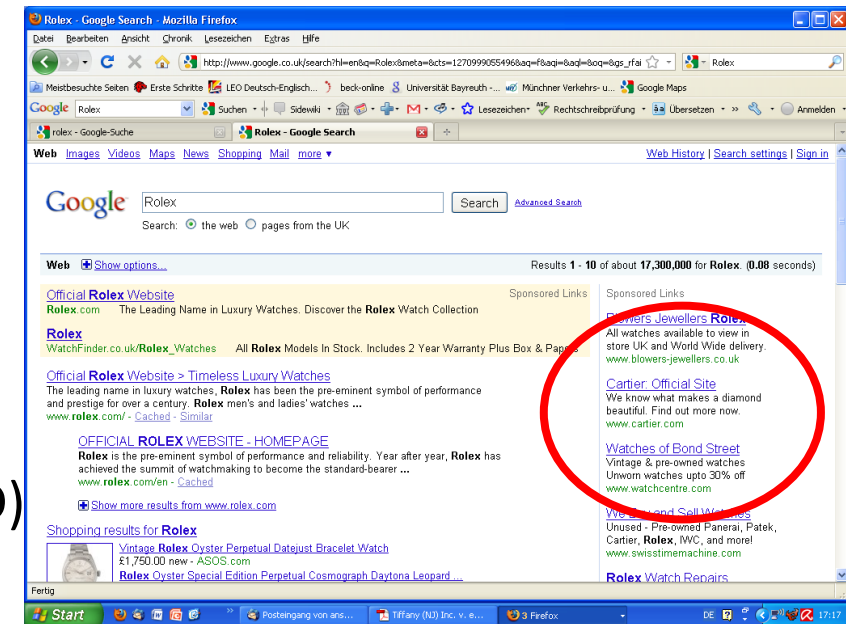 Rolex - Google Search - Mozilla Firefox
Datei Bearbeiten Ansicht Chronik Lesezeichen Extras Hilfe
http://www.google.co.uk/search?hl=en&q=Rolex&meta=&cts=1270999055496&aq=f&aqi=&aql=&oq=&gs_rfai Rolex
Meistbesuchte Seiten Erste Schritte LEO Deutsch-Englisch... beck-online Universität Bayreuth -... Münchner Verkehrs- u... Google Maps
Google Rolex Suchen Sidewiki Lesezeichen Rechtschreibprüfung Übersetzen » Anmelden
rolex - Google-Suche Rolex - Google Search
Web Images Videos Maps News Shopping Mail more ▼ Web History | Search settings | Sign in
Google Rolex Search Advanced Search
Search: the web pages from the UK
Web Show options... Results 1 - 10 of about 17,300,000 for Rolex. (0.08 seconds)
Official Rolex Website Sponsored Links
Rolex.com The Leading Name in Luxury Watches. Discover the Rolex Watch Collection
Rolex
WatchFinder.co.uk/Rolex_Watches All Rolex Models In Stock. Includes 2 Year Warranty Plus Box & Papers
Official Rolex Website > Timeless Luxury Watches
The leading name in luxury watches, Rolex has been the pre-eminent symbol of performance
and prestige for over a century. Rolex men's and ladies' watches ...
www.rolex.com/ - Cached - Similar
OFFICIAL ROLEX WEBSITE - HOMEPAGE
Rolex is the pre-eminent symbol of performance and reliability. Year after year, Rolex has
achieved the summit of watchmaking to become the standard-bearer ...
www.rolex.com/en - Cached
Show more results from www.rolex.com
Shopping results for Rolex
Vintage Rolex Oyster Perpetual Datejust Bracelet Watch
£1,750.00 new - ASOS.com
Rolex Oyster Special Edition Perpetual Cosmograph Daytona Leopard ...
Sponsored Links
Blowers Jewellers Rolex
All watches available to view in
store UK and World Wide delivery.
www.blowers-jewellers.co.uk
Cartier: Official Site
We know what makes a diamond
beautiful. Find out more now.
www.cartier.com
Watches of Bond Street
Vintage & pre-owned watches
Unworn watches upto 30% off
www.watchcentre.com
We Buy and Sell Watches
Unused - Pre-owned Panerai, Patek,
Cartier, Rolex, IWC, and more!
www.swisstimemachine.com
Rolex Watch Repairs
Fertig
Start » Posteingang von ans... Tiffany (NJ) Inc. v. e... 3 Firefox DE 17:17